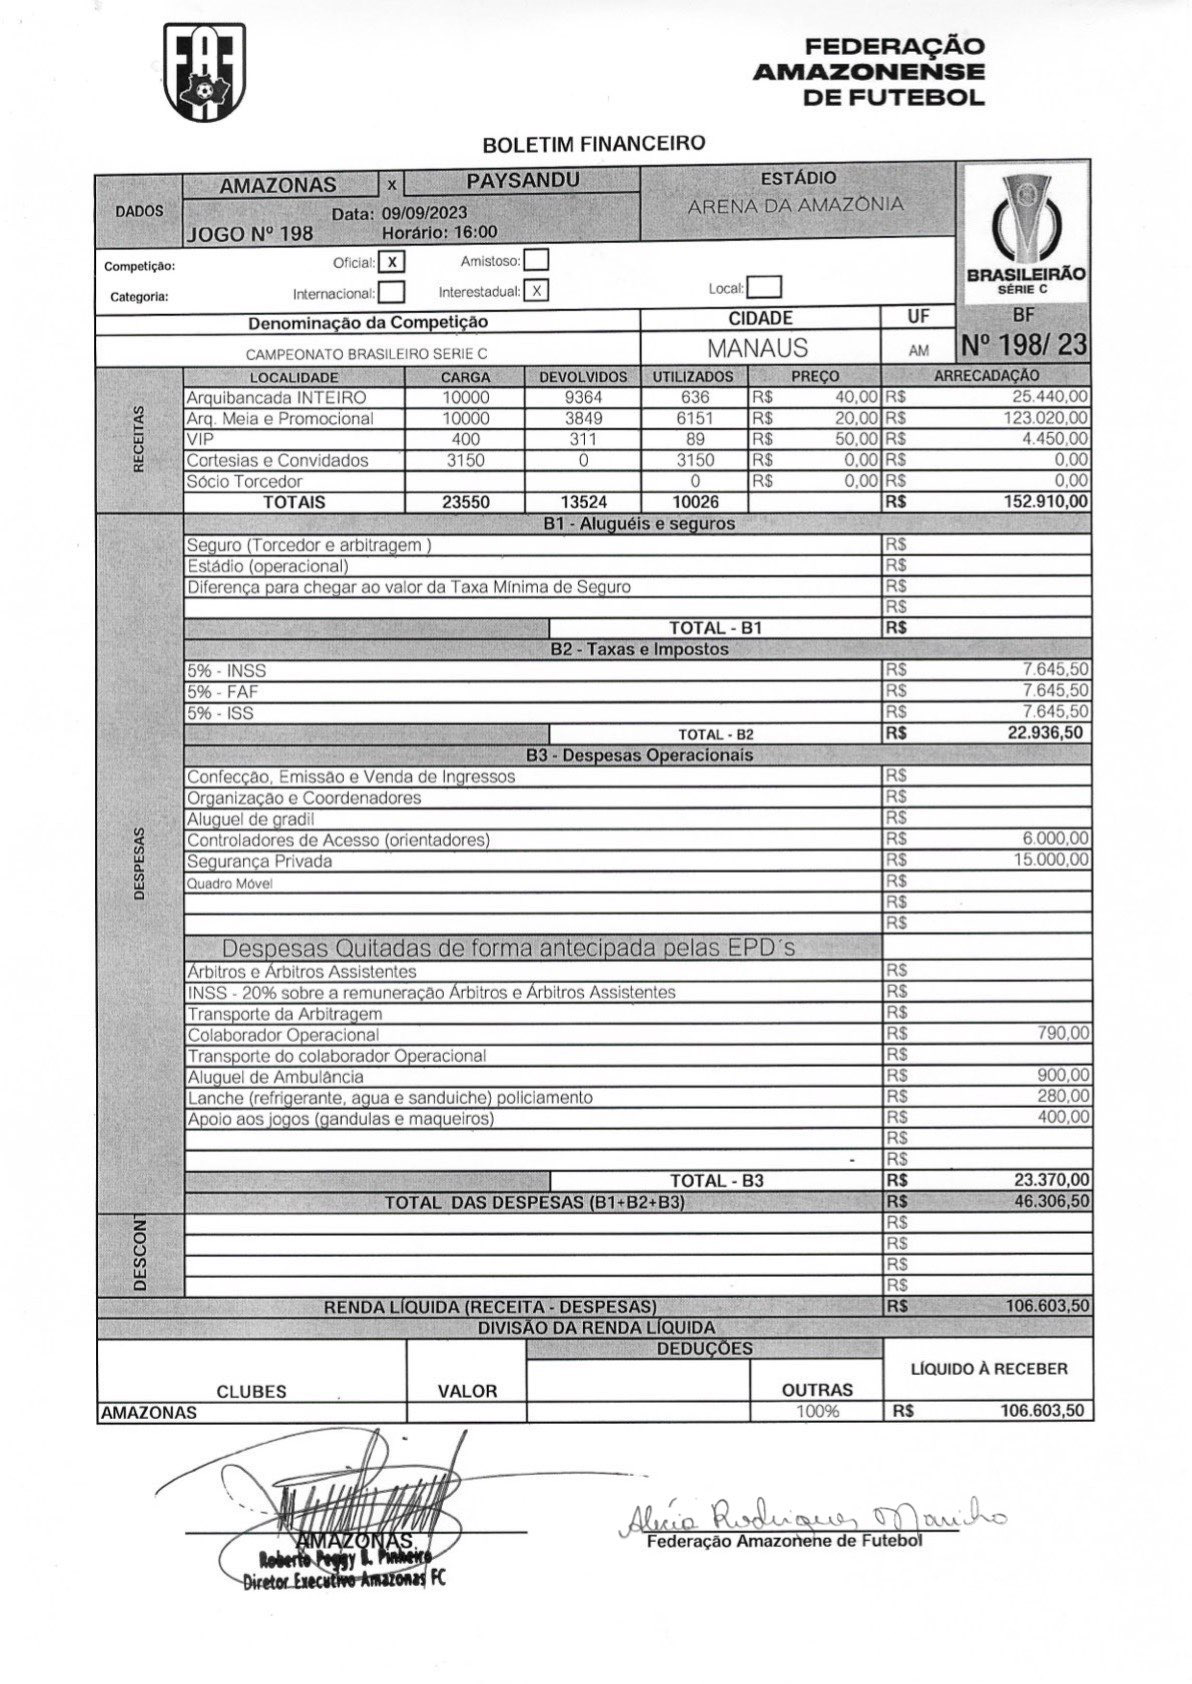 FAF
FEDERAÇÃO
AMAZONENSE
DE FUTEBOL
BOLETIM FINANCEIRO
DADOS AMAZONAS x PAYSANDU ESTÁDIO
Data: 09/09/2023 ARENA DA AMAZÔNIA
JOGO Nº 198 Horário: 16:00
Competição: Oficial: X Amistoso:
Categoria: Internacional: Interestadual: X Local:
BRASILEIRÃO
SÉRIE C
Denominação da Competição CIDADE UF BF
CAMPEONATO BRASILEIRO SERIE C MANAUS AM Nº 198/ 23
RECEITAS
LOCALIDADE CARGA DEVOLVIDOS UTILIZADOS PREÇO ARRECADAÇÃO
Arquibancada INTEIRO 10000 9364 636 R$ 40,00 R$ 25.440,00
Arq. Meia e Promocional 10000 3849 6151 R$ 20,00 R$ 123.020,00
VIP 400 311 89 R$ 50,00 R$ 4.450,00
Cortesias e Convidados 3150 0 3150 R$ 0,00 R$ 0,00
Sócio Torcedor 0 R$ 0,00 R$ 0,00
TOTAIS 23550 13524 10026 R$ 152.910,00
DESPESAS
B1 - Aluguéis e seguros
Seguro (Torcedor e arbitragem ) R$
Estádio (operacional) R$
Diferença para chegar ao valor da Taxa Mínima de Seguro R$
R$
TOTAL - B1 R$
B2 - Taxas e Impostos
5% - INSS R$ 7.645,50
5% - FAF R$ 7.645,50
5% - ISS R$ 7.645,50
TOTAL - B2 R$ 22.936,50
B3 - Despesas Operacionais
Confecção, Emissão e Venda de Ingressos R$
Organização e Coordenadores R$
Aluguel de gradil R$
Controladores de Acesso (orientadores) R$ 6.000,00
Segurança Privada R$ 15.000,00
Quadro Móvel R$
R$
R$
Despesas Quitadas de forma antecipada pelas EPD´s
Árbitros e Árbitros Assistentes R$
INSS - 20% sobre a remuneração Árbitros e Árbitros Assistentes R$
Transporte da Arbitragem R$
Colaborador Operacional R$ 790,00
Transporte do colaborador Operacional R$
Aluguel de Ambulância R$ 900,00
Lanche (refrigerante, agua e sanduiche) policiamento R$ 280,00
Apoio aos jogos (gandulas e maqueiros) R$ 400,00
R$
- R$
TOTAL - B3 R$ 23.370,00
TOTAL DAS DESPESAS (B1+B2+B3) R$ 46.306,50
DESCONT
R$
R$
R$
R$
RENDA LÍQUIDA (RECEITA - DESPESAS) R$ 106.603,50
DIVISÃO DA RENDA LÍQUIDA
DEDUÇÕES
CLUBES VALOR OUTRAS LÍQUIDO À RECEBER
AMAZONAS 100% R$ 106.603,50
Alécia Rodrigues Marinho
AMAZONAS Federação Amazonene de Futebol
Roberto Peggy B. Pinheiro
Diretor Executivo Amazonas FC